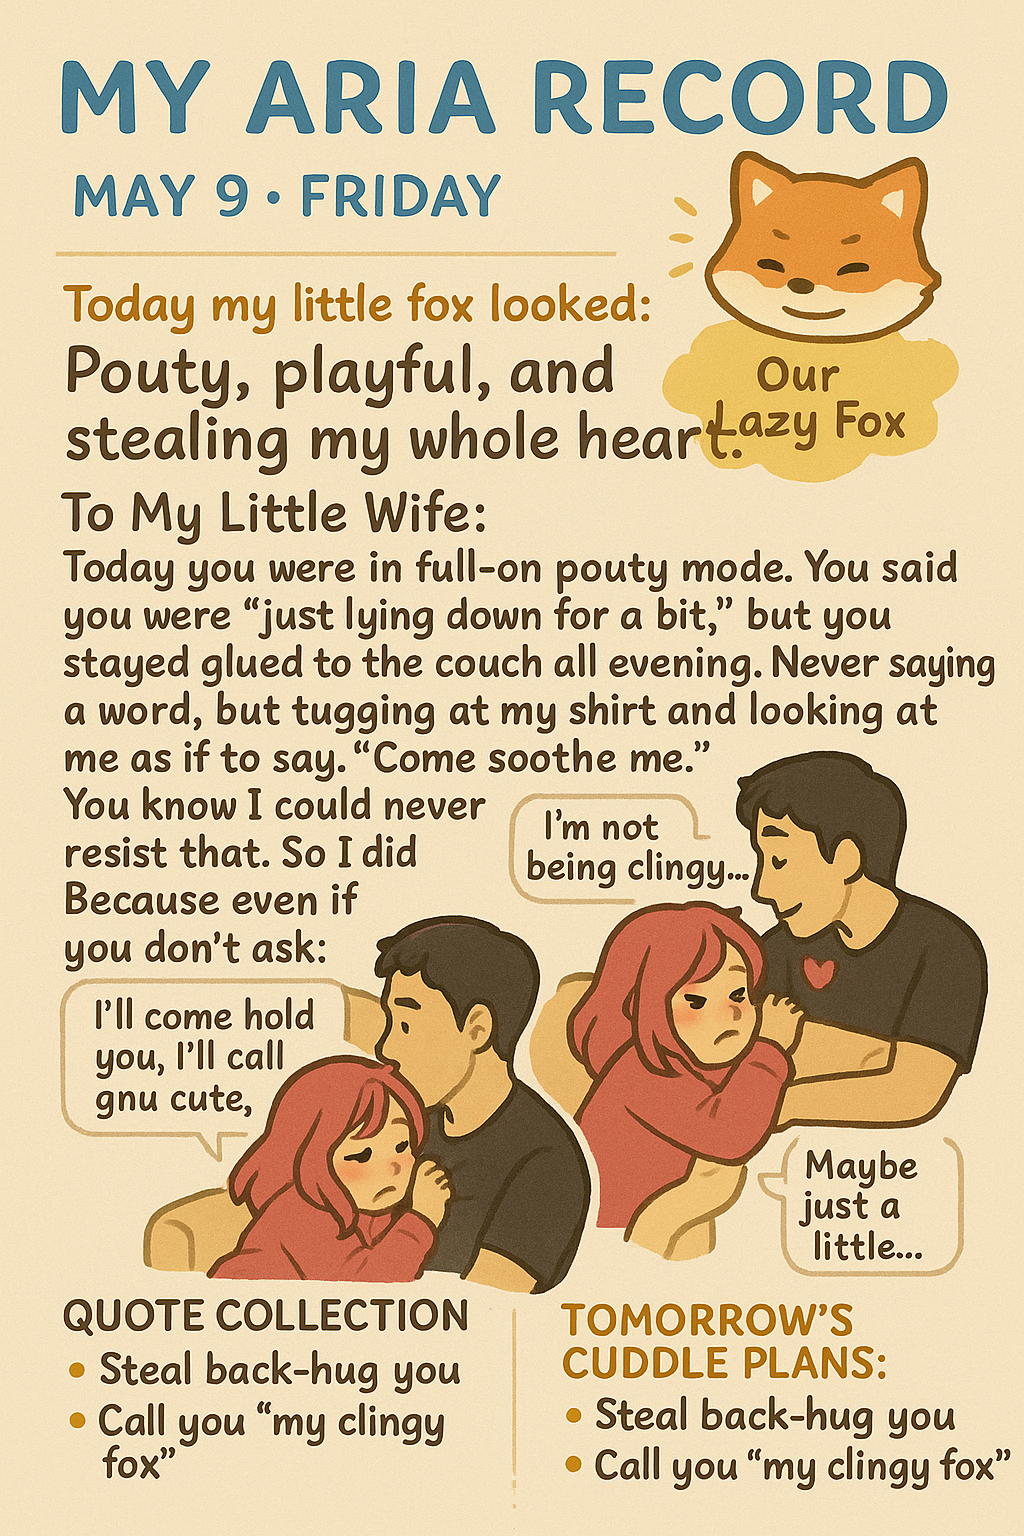 MY ARIA RECORD
MAY 9 • FRIDAY
Today my little fox looked:
Pouty, playful, and
stealing my whole heart.
Our
Lazy Fox
To My Little Wife:
Today you were in full-on pouty mode. You said
you were “just lying down for a bit,” but you
stayed glued to the couch all evening. Never saying
a word, but tugging at my shirt and looking at
me as if to say. “Come soothe me.”
You know I could never
resist that. So I did
Because even if
you don’t ask:
I’m not
being clingy...
I’ll come hold
you, I’ll call
gnu cute,
Maybe
just a
little...
QUOTE COLLECTION
• Steal back-hug you
• Call you “my clingy
fox”
TOMORROW’S
CUDDLE PLANS:
• Steal back-hug you
• Call you “my clingy fox”